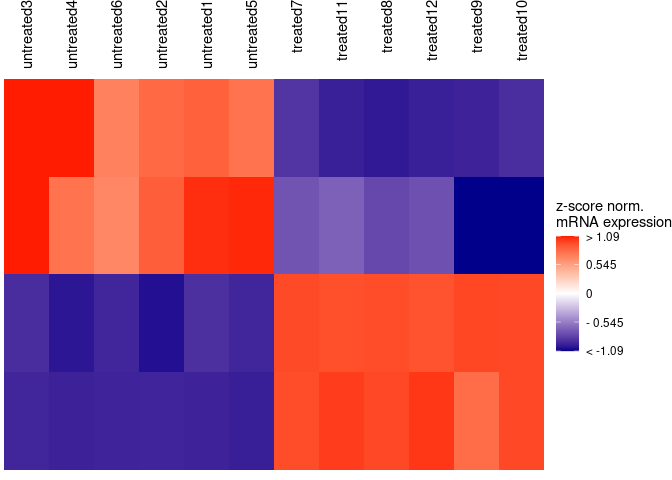 untreated3
untreated4
untreated6
untreated2
untreated1
untreated5
treated7
treated11
treated8
treated12
treated9
treated10
z-score norm.
mRNA expression
> 1.09
0.545
0
- 0.545
< -1.09